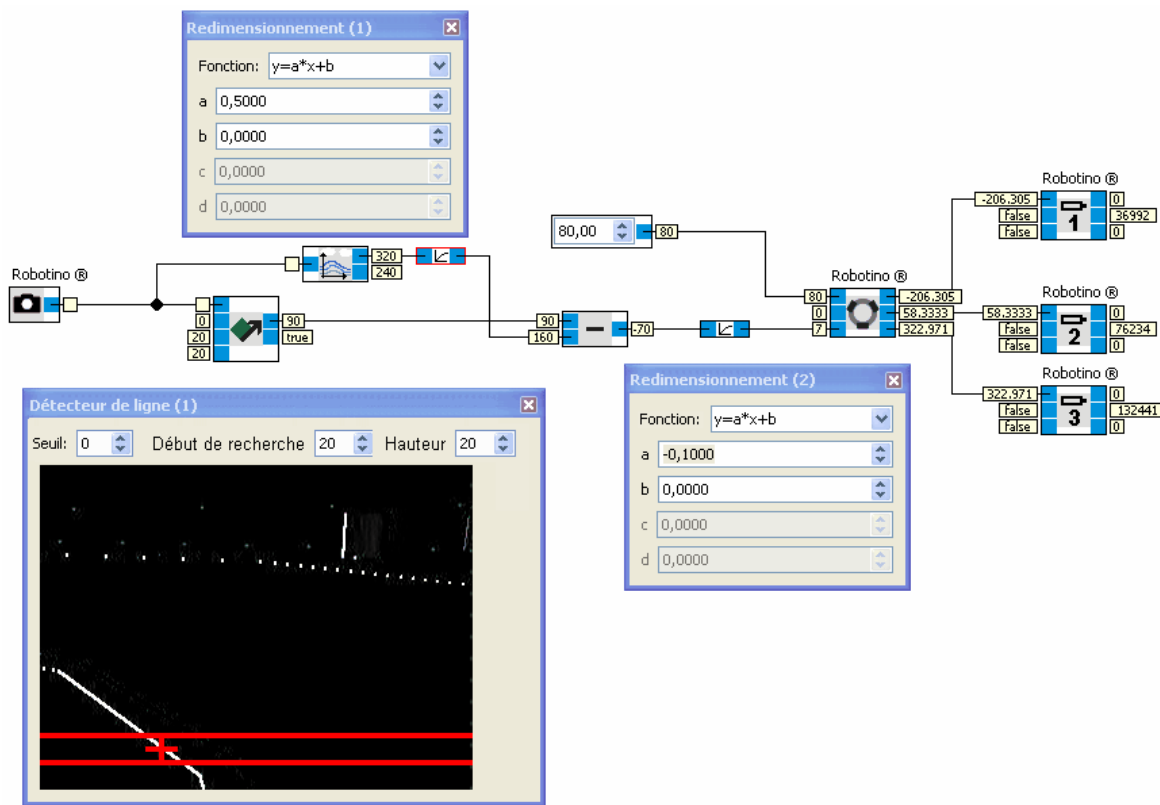 Redimensionnement (1)
Fonction: y=a*x+b
a 0,5000
b 0,0000
c 0,0000
d 0,0000
Robotino ®
-206.305
0
False
1
36992
False
0
80,00
80
320
240
Robotino ®
Robotino ®
80
-206.305
0
58.3333
7
322.971
Robotino ®
58.3333
0
False
2
76234
False
0
0
90
20
true
20
90
160
-70
Robotino ®
322.971
0
False
3
132441
False
0
Redimensionnement (2)
Fonction: y=a*x+b
a -0,1000
b 0,0000
c 0,0000
d 0,0000
Détecteur de ligne (1)
Seuil: 0 Début de recherche 20 Hauteur 20